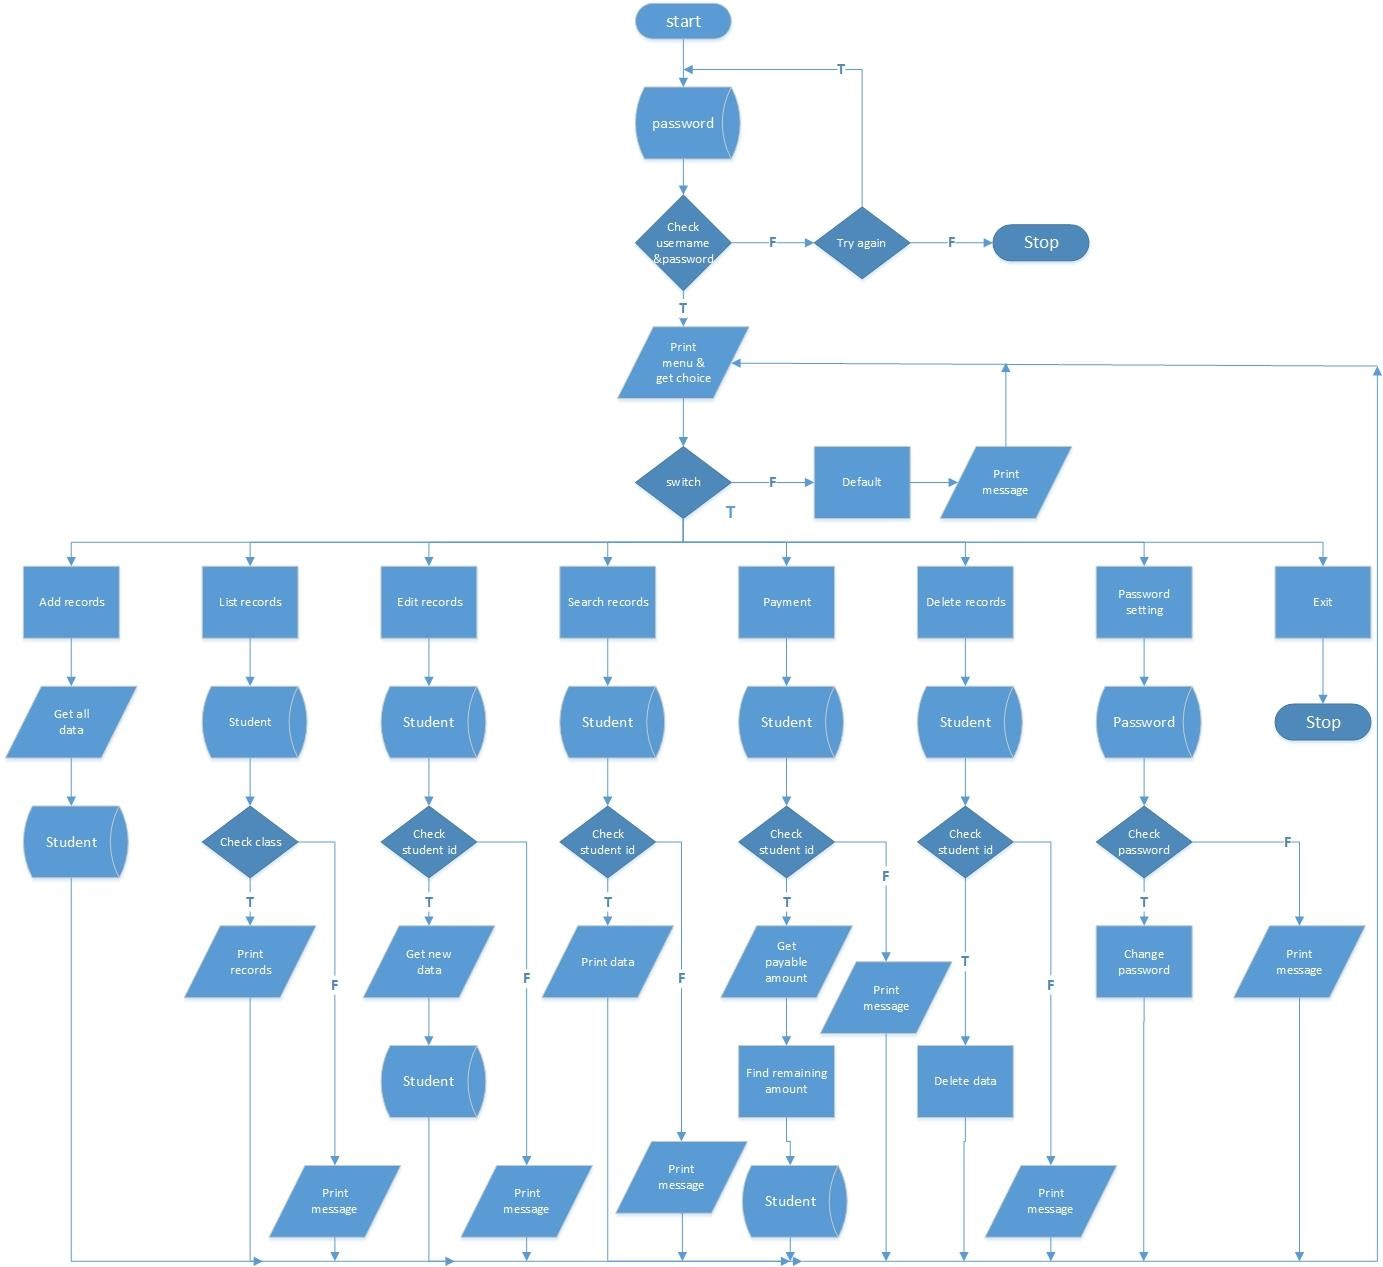 start
T
password
Check
username
&password
F
Try again
F
Stop
T
Print
menu &
get choice
switch
F
Default
Print
message
T
Add records
List records
Edit records
Search records
Payment
Delete records
Password
setting
Exit
Get all
data
Student
Student
Student
Student
Student
Password
Stop
Student
Check class
Check
student id
Check
student id
Check
student id
Check
student id
Check
password
F
F
T
T
T
T
T
Print
records
Get new
data
Print data
Get
payable
amount
T
Change
password
Print
message
F
F
F
F
Print
message
Student
Find remaining
amount
Delete data
Print
message
Print
message
Print
message
Student
Print
message